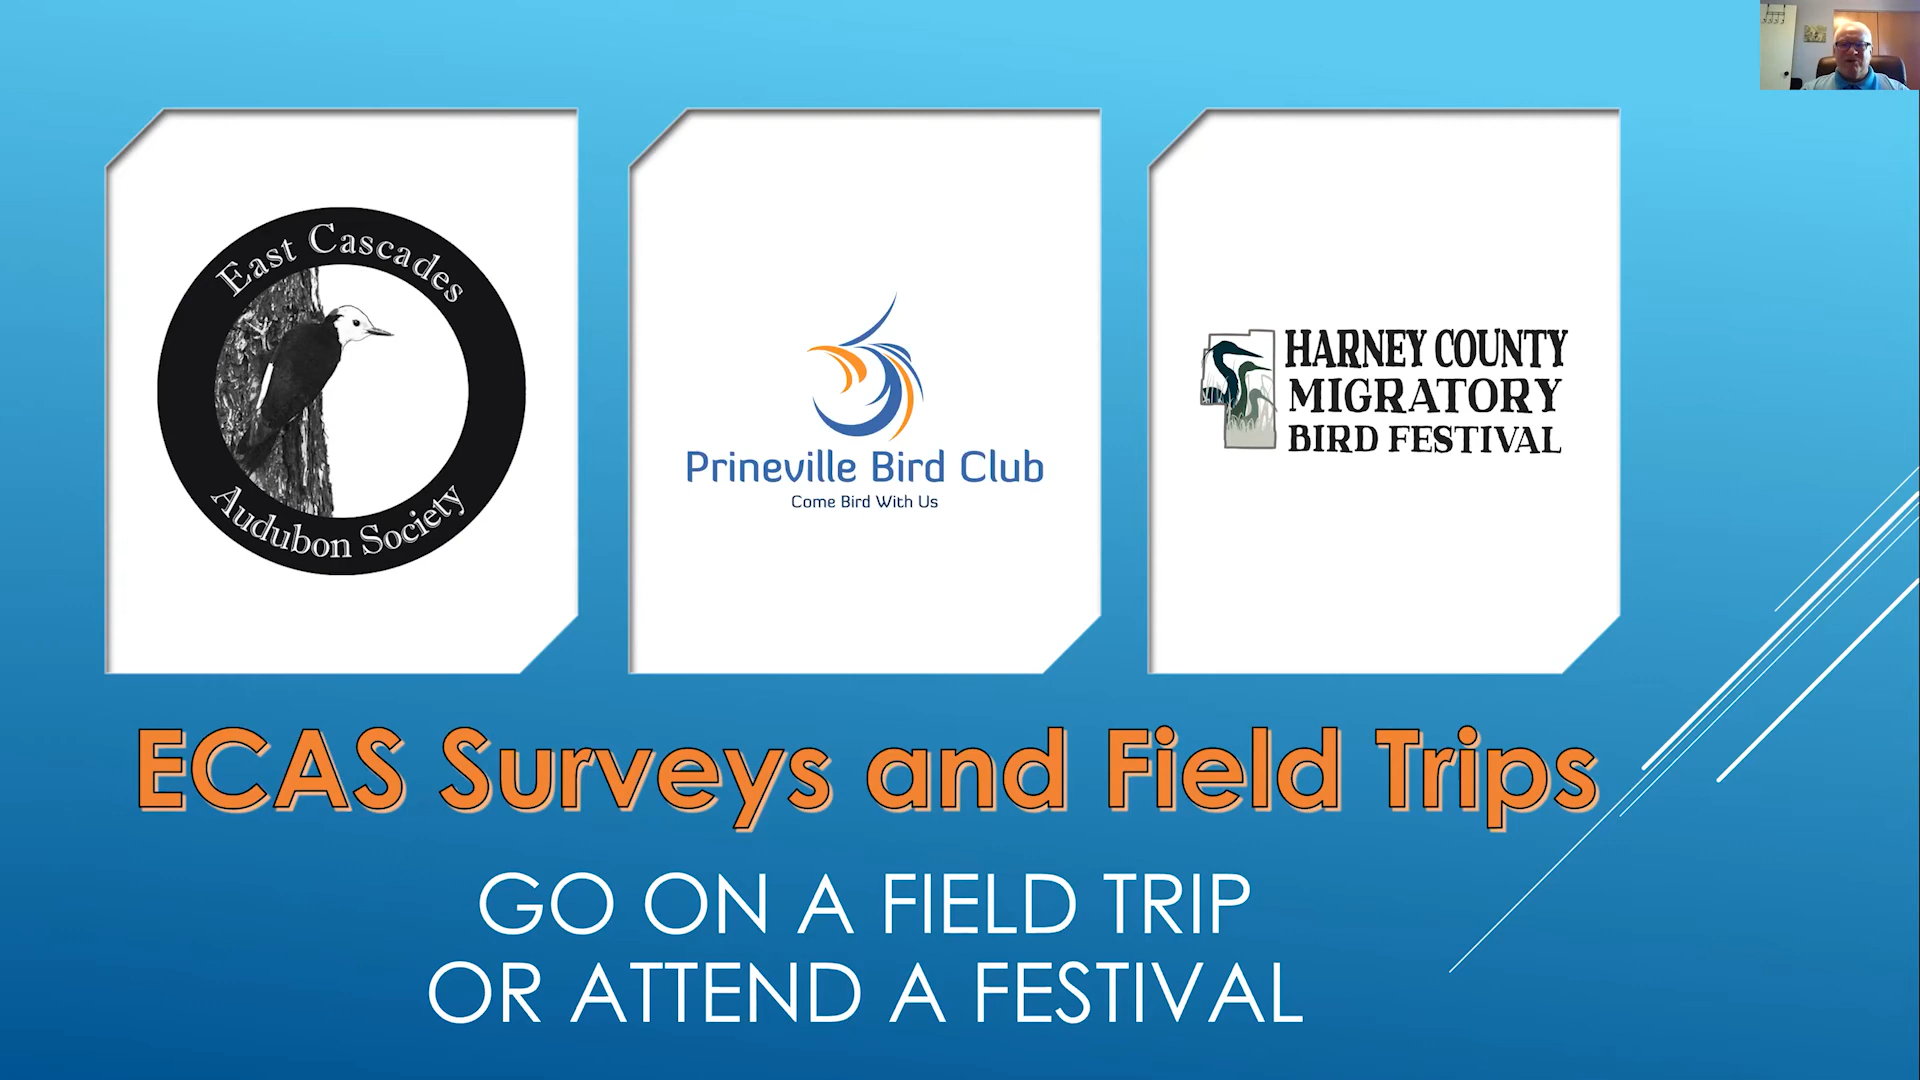 East Cascades
Audubon Society
Prineville Bird Club
Come Bird With Us
HARNEY COUNTY
MIGRATORY
BIRD FESTIVAL
ECAS Surveys and Field Trips
GO ON A FIELD TRIP
OR ATTEND A FESTIVAL